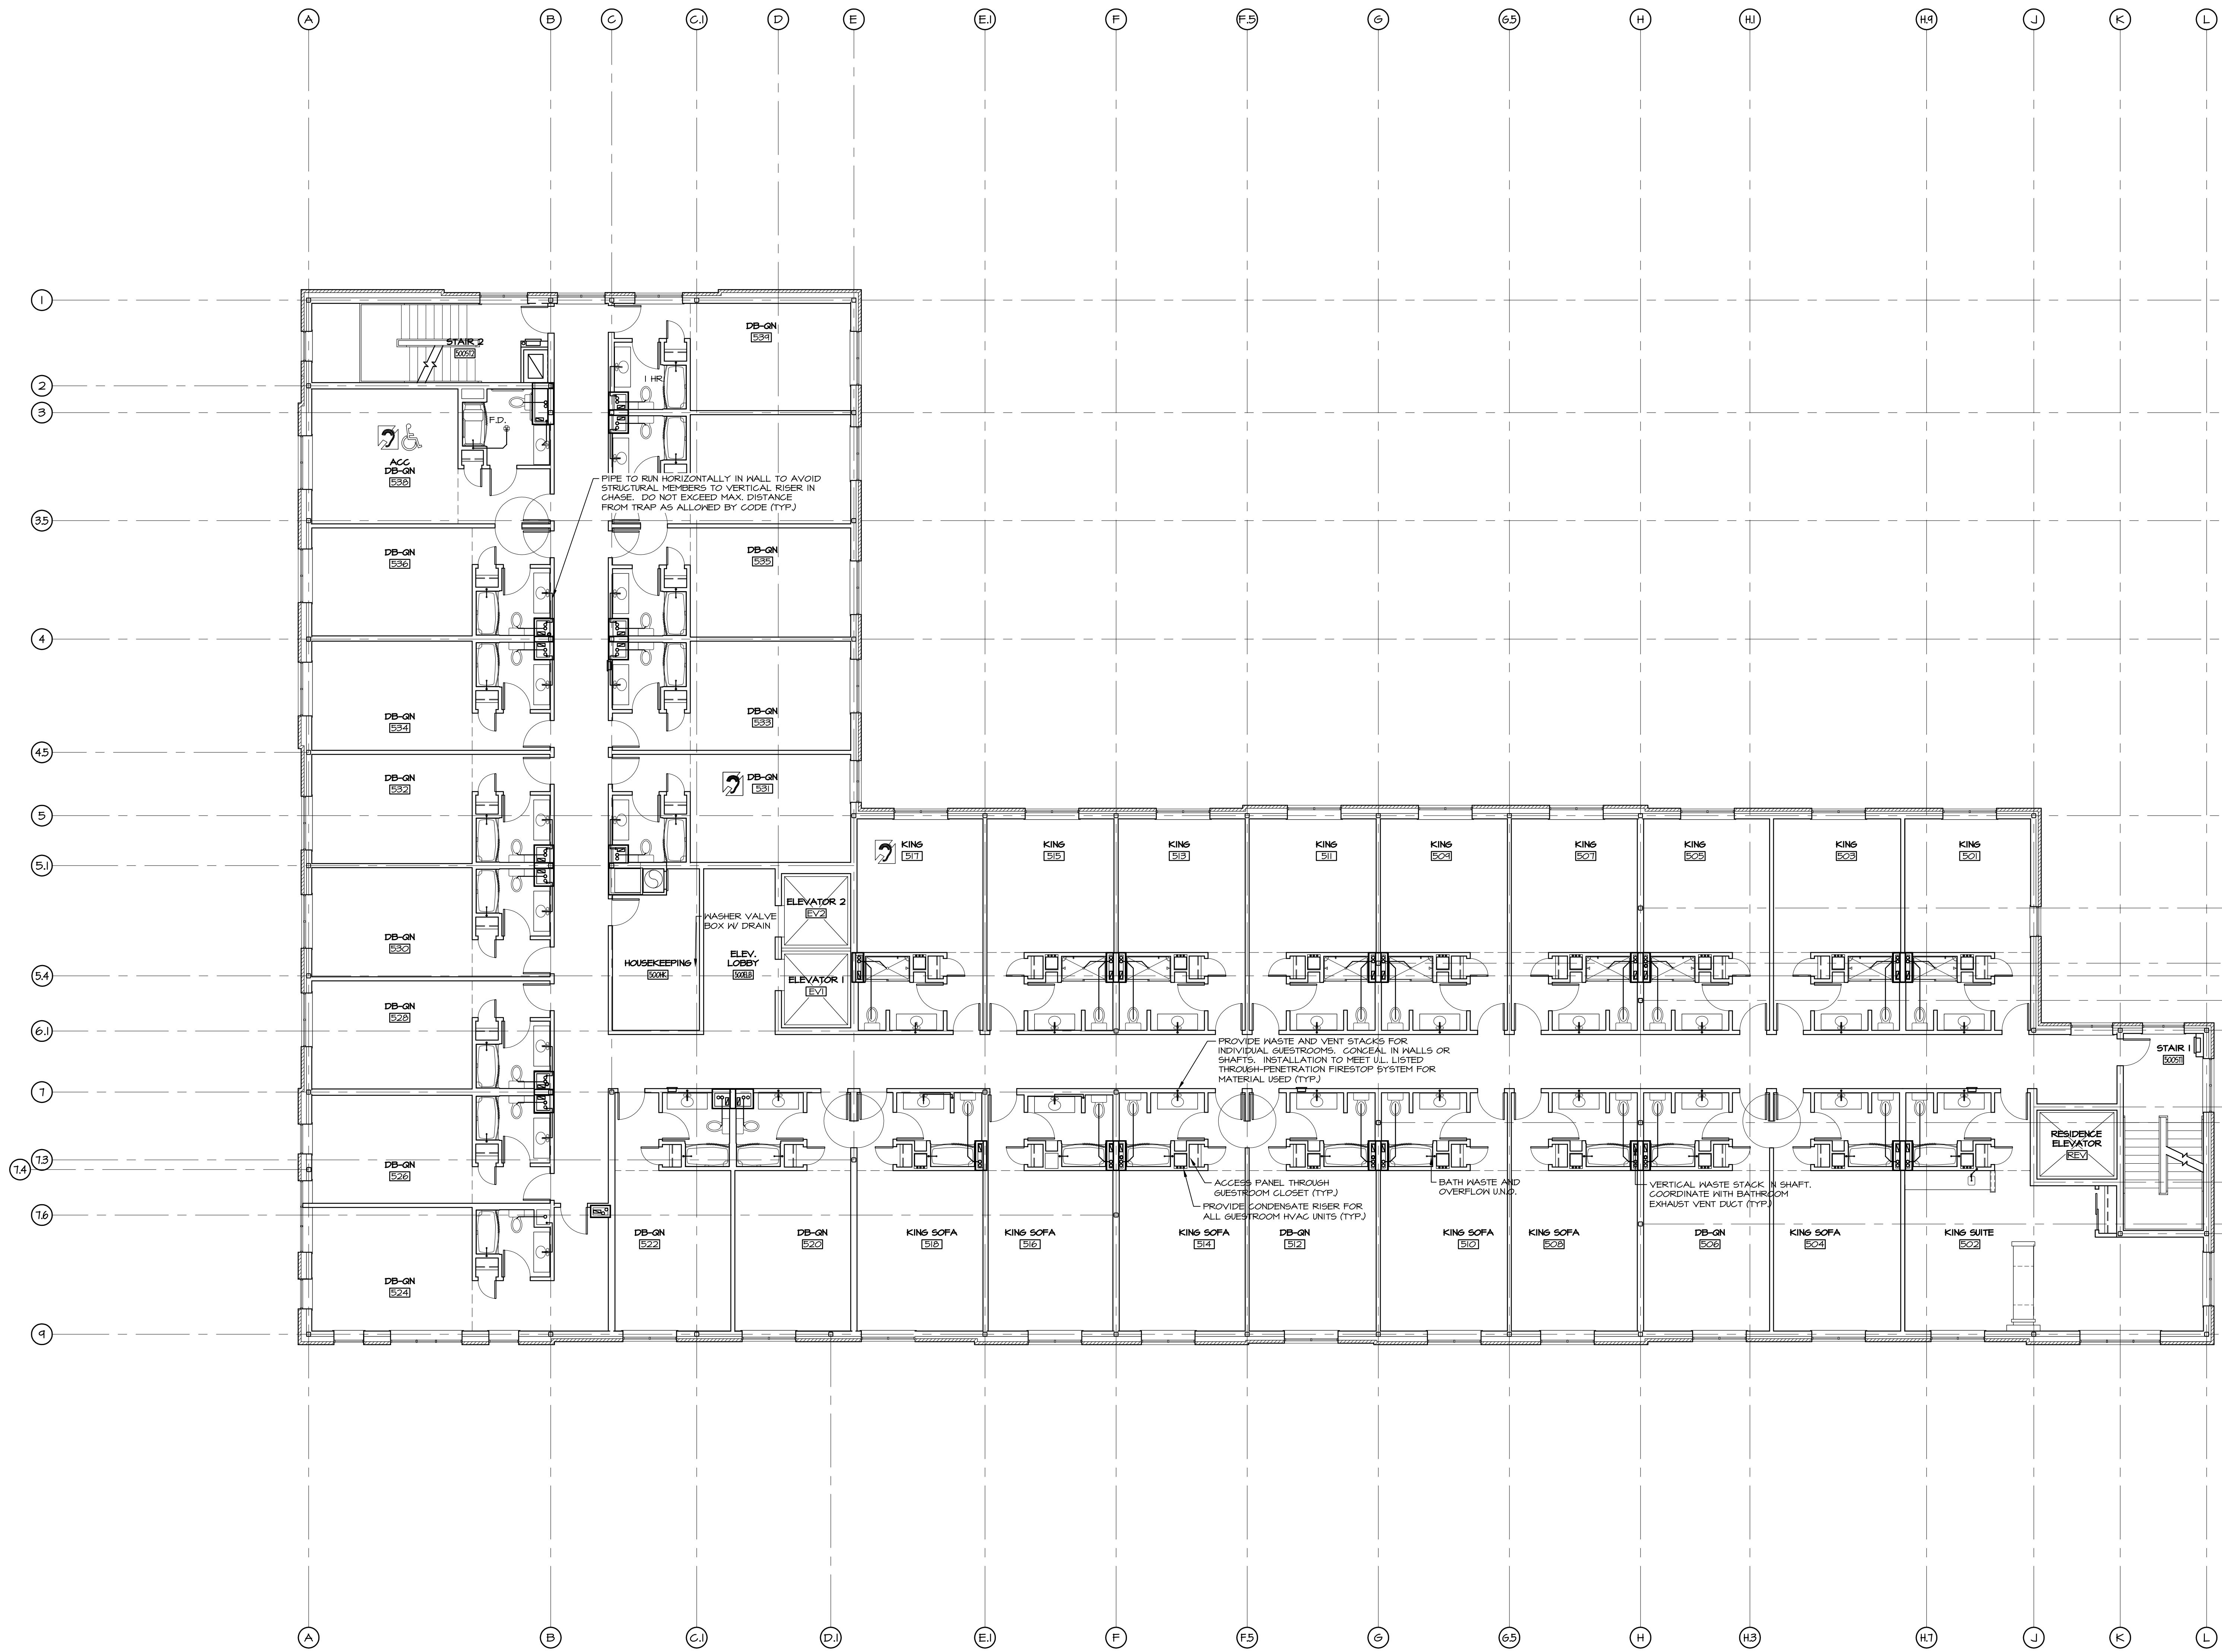 A
B
C
C.1
D
E
E.1
F
F.5
G
G.5
H
H.1
H.9
J
K
L
1
2
3
3.5
4
4.5
5
5.1
5.4
6.1
7
7.3
7.4
7.6
9
STAIR 2
500ST2
DB-QN
539
1 HR.
F.D.
ACC
DB-QN
538
PIPE TO RUN HORIZONTALLY IN WALL TO AVOID
STRUCTURAL MEMBERS TO VERTICAL RISER IN
CHASE. DO NOT EXCEED MAX. DISTANCE
FROM TRAP AS ALLOWED BY CODE (TYP.)
DB-QN
536
DB-QN
535
DB-QN
534
DB-QN
533
DB-QN
532
DB-QN
531
DB-QN
530
HOUSEKEEPING
500HK
WASHER VALVE
BOX W/ DRAIN
ELEV.
LOBBY
500ELB
ELEVATOR 2
EV2
ELEVATOR 1
EV1
KING
517
KING
515
KING
513
KING
511
KING
509
KING
507
KING
505
KING
503
KING
501
DB-QN
528
PROVIDE WASTE AND VENT STACKS FOR
INDIVIDUAL GUESTROOMS. CONCEAL IN WALLS OR
SHAFTS. INSTALLATION TO MEET U.L. LISTED
THROUGH-PENETRATION FIRESTOP SYSTEM FOR
MATERIAL USED (TYP.)
STAIR 1
500ST1
RESIDENCE
ELEVATOR
REV
DB-QN
526
ACCESS PANEL THROUGH
GUESTROOM CLOSET (TYP.)
PROVIDE CONDENSATE RISER FOR
ALL GUESTROOM HVAC UNITS (TYP.)
BATH WASTE AND
OVERFLOW U.N.O.
VERTICAL WASTE STACK IN SHAFT.
COORDINATE WITH BATHROOM
EXHAUST VENT DUCT (TYP.)
DB-QN
524
DB-QN
522
DB-QN
520
KING SOFA
518
KING SOFA
516
KING SOFA
514
DB-QN
512
KING SOFA
510
KING SOFA
508
DB-QN
506
KING SOFA
504
KING SUITE
502
A
B
C.1
D.1
E.1
F
F.5
G
G.5
H
H.3
H.7
J
K
L